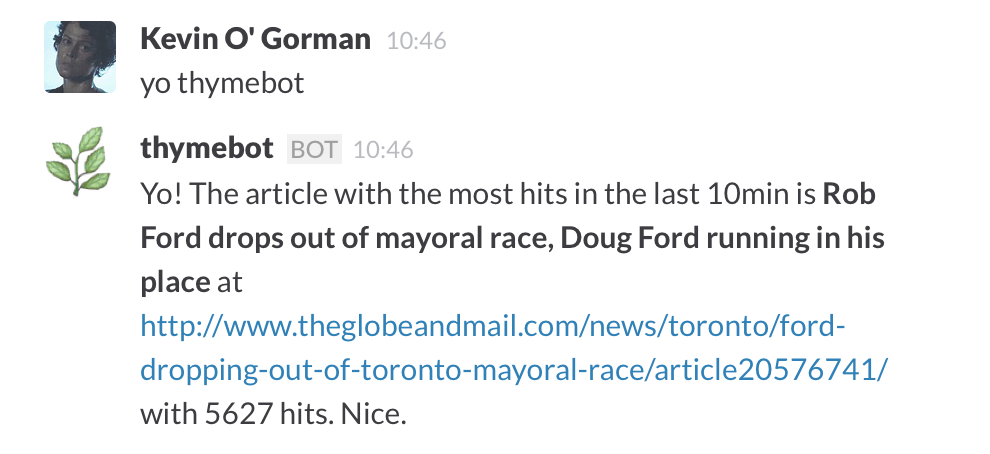 Kevin O' Gorman 10:46
yo thymebot
thymebot BOT 10:46
Yo! The article with the most hits in the last 10min is Rob
Ford drops out of mayoral race, Doug Ford running in his
place at
http://www.theglobeandmail.com/news/toronto/ford-
dropping-out-of-toronto-mayoral-race/article20576741/
with 5627 hits. Nice.